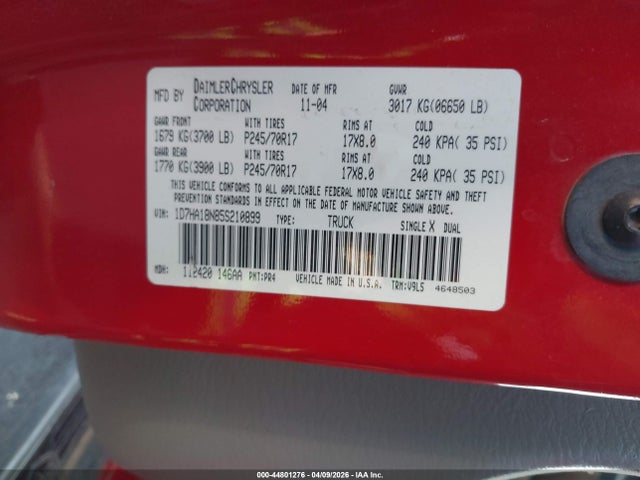 MFD BY DAIMLERCHRYSLER CORPORATION DATE OF MFR 11-04 GVWR 3017 KG(06650 LB)
GAWR FRONT WITH TIRES RIMS AT COLD
1679 KG(3700 LB) P245/70R17 17X8.0 240 KPA( 35 PSI)
GAWR REAR WITH TIRES RIMS AT COLD
1770 KG(3900 LB) P245/70R17 17X8.0 240 KPA( 35 PSI)
THIS VEHICLE CONFORMS TO ALL APPLICABLE FEDERAL MOTOR VEHICLE SAFETY AND THEFT
PREVENTION STANDARDS IN EFFECT ON THE DATE OF MANUFACTURE SHOWN ABOVE.
VIN: 1D7HA18N85S210899 TYPE: TRUCK SINGLE X DUAL
MDH: 110420 146AA PNT:PR4 VEHICLE MADE IN U.S.A. TRM:V9L5 4648503
000-44801276 - 04/09/2026 - IAA Inc.